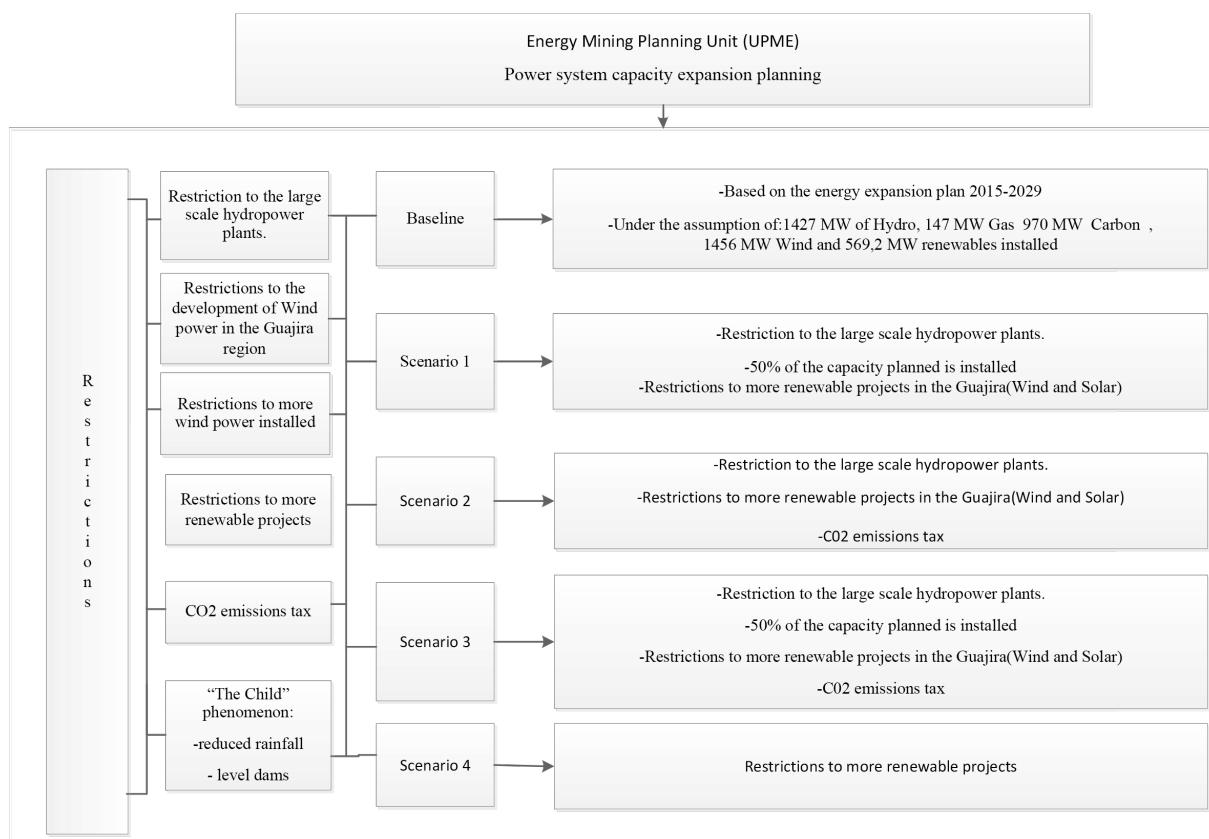 Energy Mining Planning Unit (UPME)
Power system capacity expansion planning
Restrictions
Restriction to the large
scale hydropower
plants.
Restrictions to the
development of Wind
power in the Guajira
region
Restrictions to more
wind power installed
Restrictions to more
renewable projects
CO2 emissions tax
“The Child”
phenomenon:
-reduced rainfall
- level dams
Baseline
-Based on the energy expansion plan 2015-2029
-Under the assumption of:1427 MW of Hydro, 147 MW Gas 970 MW Carbon ,
1456 MW Wind and 569,2 MW renewables installed
Scenario 1
-Restriction to the large scale hydropower plants.
-50% of the capacity planned is installed
-Restrictions to more renewable projects in the Guajira(Wind and Solar)
Scenario 2
-Restriction to the large scale hydropower plants.
-Restrictions to more renewable projects in the Guajira(Wind and Solar)
-C02 emissions tax
Scenario 3
-Restriction to the large scale hydropower plants.
-50% of the capacity planned is installed
-Restrictions to more renewable projects in the Guajira(Wind and Solar)
-C02 emissions tax
Scenario 4
Restrictions to more renewable projects